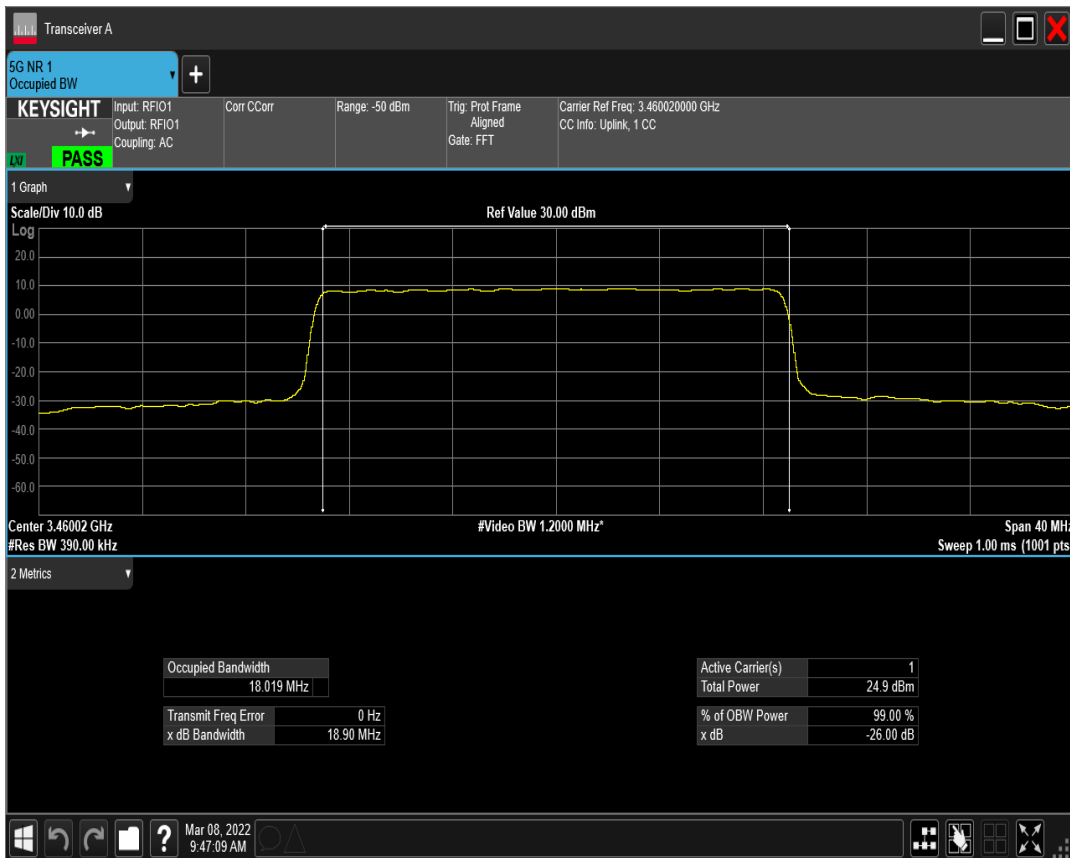 Transceiver A
5G NR 1
Occupied BW
+
KEYSIGHT
LXI
PASS
Input: RFIO1
Output: RFIO1
Coupling: AC
Corr CCorr
Range: -50 dBm
Trig: Prot Frame
Aligned
Gate: FFT
Carrier Ref Freq: 3.460020000 GHz
CC Info: Uplink, 1 CC
1 Graph
Scale/Div 10.0 dB
Ref Value 30.00 dBm
Log
20.0
10.0
0.00
-10.0
-20.0
-30.0
-40.0
-50.0
-60.0
Center 3.46002 GHz
#Video BW 1.2000 MHz*
Span 40 MHz
#Res BW 390.00 kHz
Sweep 1.00 ms (1001 pts
2 Metrics
Occupied Bandwidth
18.019 MHz
Transmit Freq Error 0 Hz
x dB Bandwidth 18.90 MHz
Active Carrier(s) 1
Total Power 24.9 dBm
% of OBW Power 99.00 %
x dB -26.00 dB
?
Mar 08, 2022
9:47:09 AM